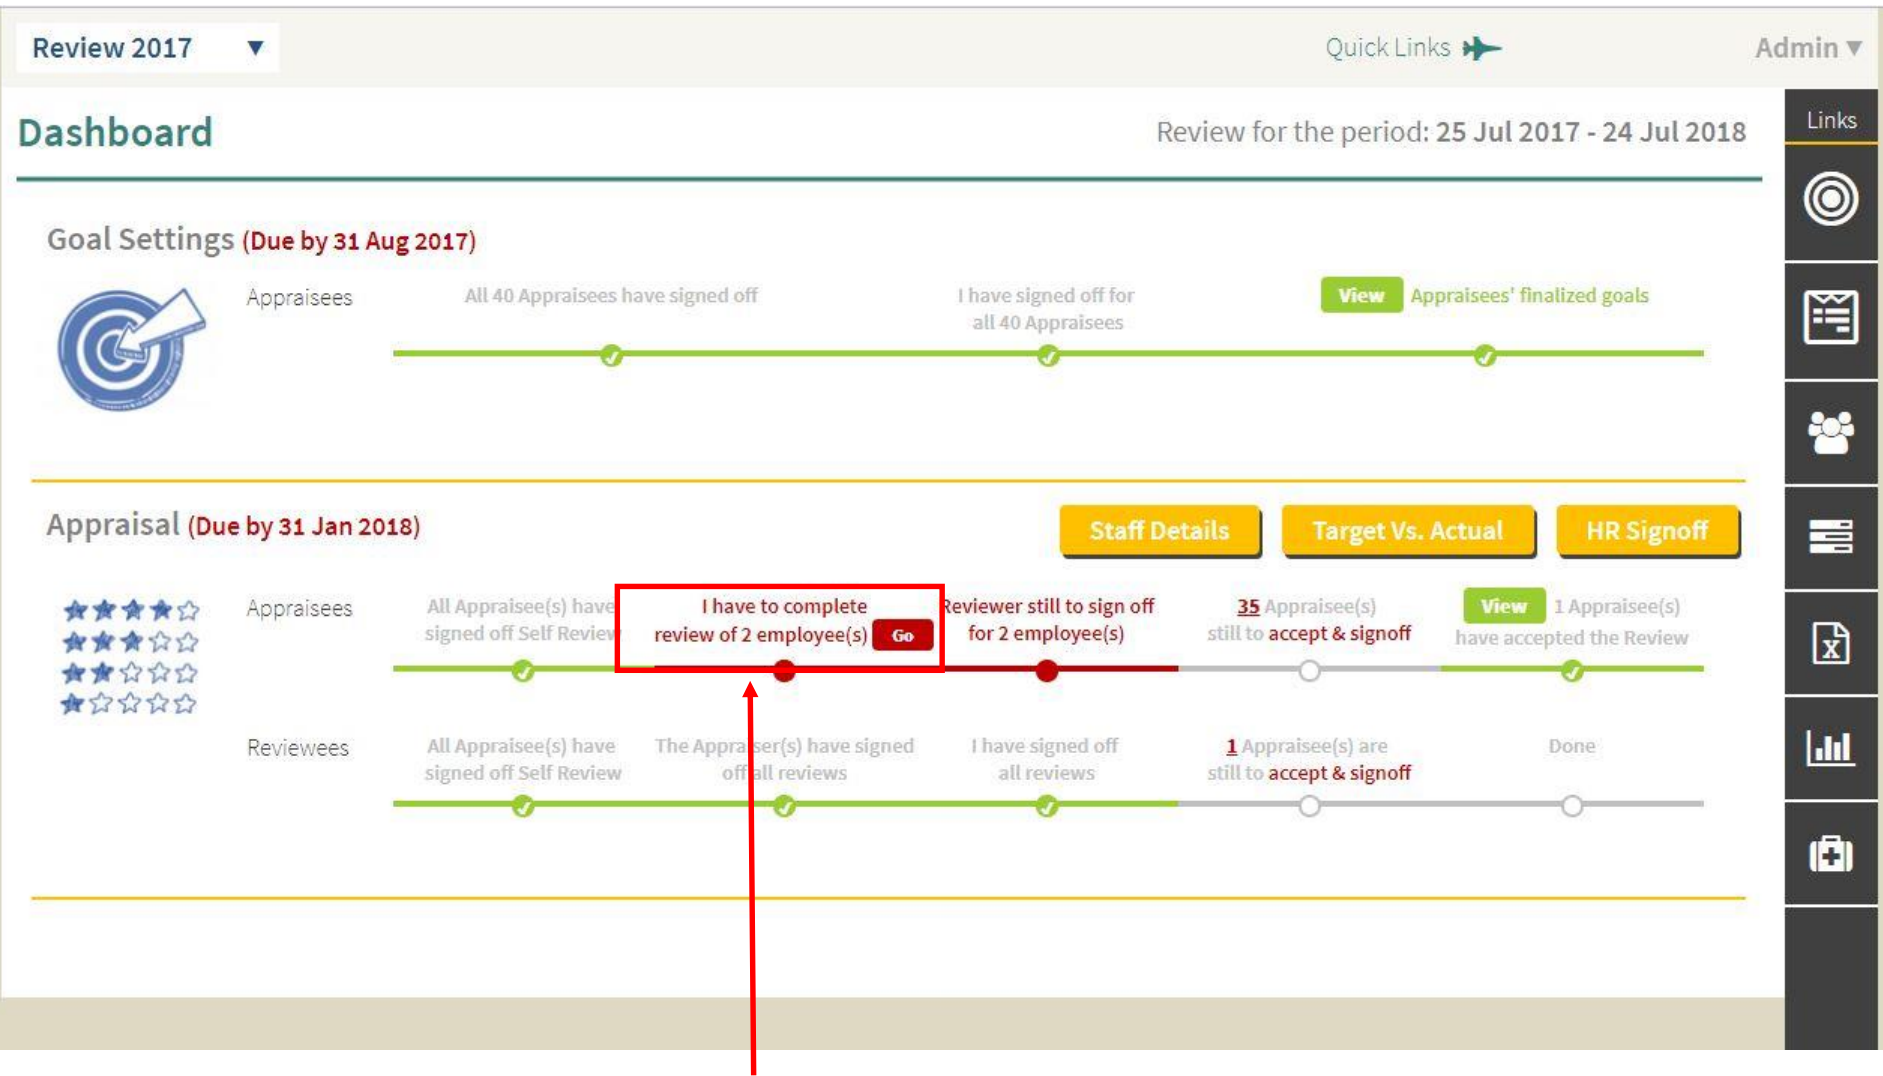 Review 2017 ▼
Quick Links
Admin ▼
Dashboard
Review for the period: 25 Jul 2017 - 24 Jul 2018
Links
Goal Settings (Due by 31 Aug 2017)
Appraisees
All 40 Appraisees have signed off
I have signed off for
all 40 Appraisees
View Appraisees' finalized goals
Appraisal (Due by 31 Jan 2018)
Staff Details
Target Vs. Actual
HR Signoff
Appraisees
All Appraisee(s) have
signed off Self Review
I have to complete
review of 2 employee(s) Go
Reviewer still to sign off
for 2 employee(s)
35 Appraisee(s)
still to accept & signoff
View 1 Appraisee(s)
have accepted the Review
Reviewees
All Appraisee(s) have
signed off Self Review
The Appraiser(s) have signed
off all reviews
I have signed off
all reviews
1 Appraisee(s) are
still to accept & signoff
Done